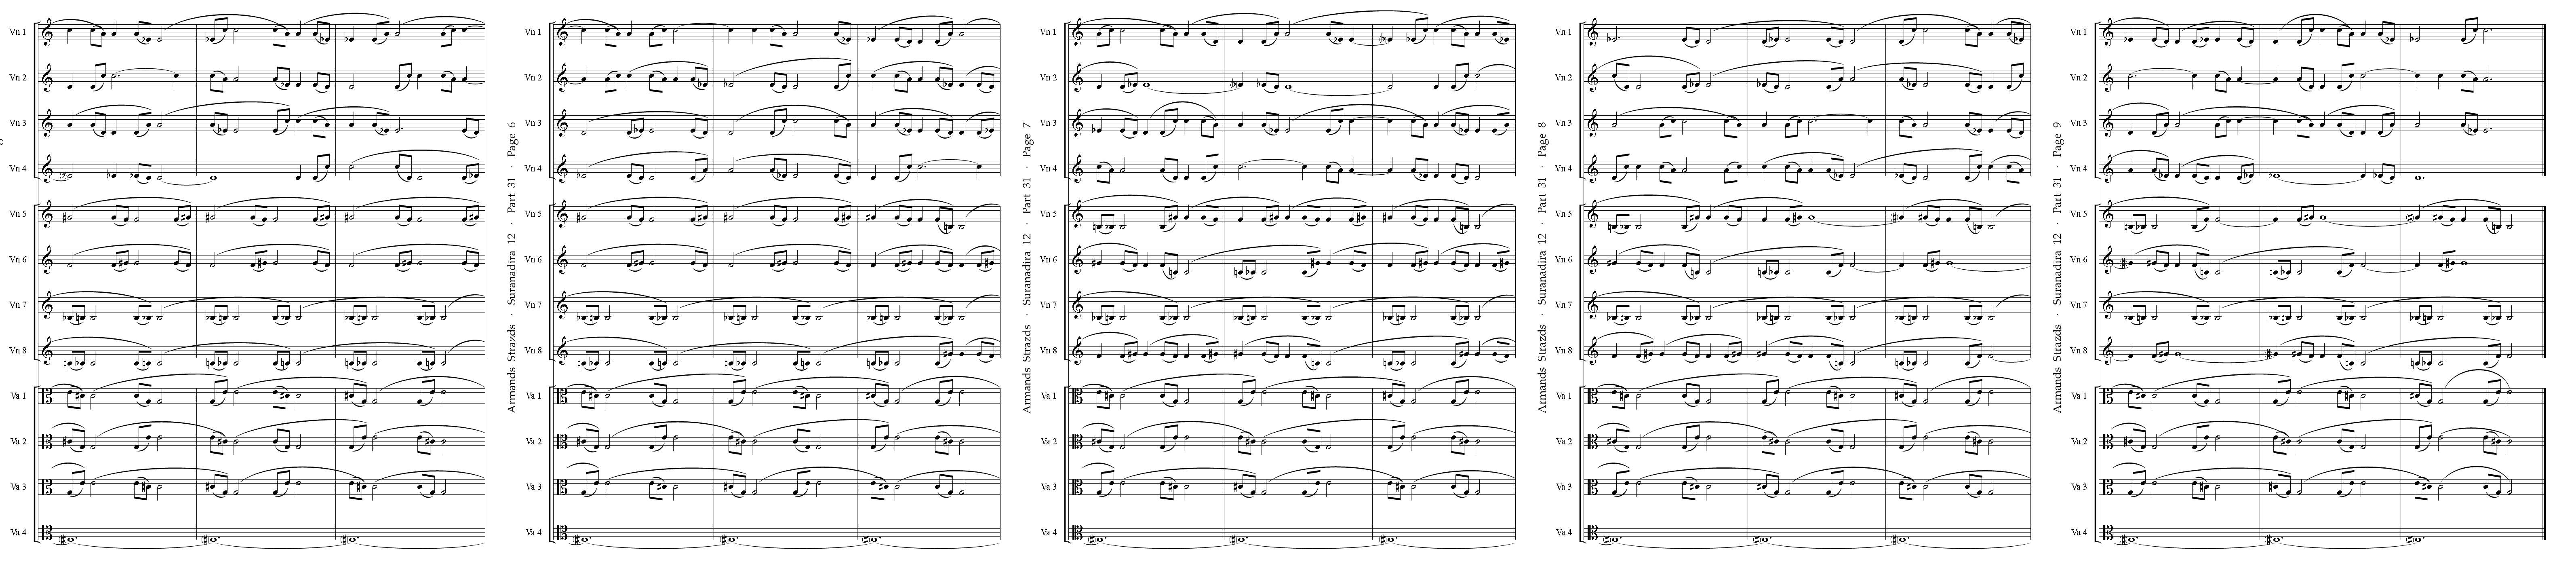 Vn 1
Vn 2
Vn 3
Vn 4
Vn 5
Vn 6
Vn 7
Vn 8
Va 1
Va 2
Va 3
Va 4
Armands Strazds · Suranadira 12 · Part 31 · Page 6
Vn 1
Vn 2
Vn 3
Vn 4
Vn 5
Vn 6
Vn 7
Vn 8
Va 1
Va 2
Va 3
Va 4
Armands Strazds · Suranadira 12 · Part 31 · Page 7
Vn 1
Vn 2
Vn 3
Vn 4
Vn 5
Vn 6
Vn 7
Vn 8
Va 1
Va 2
Va 3
Va 4
Armands Strazds · Suranadira 12 · Part 31 · Page 8
Vn 1
Vn 2
Vn 3
Vn 4
Vn 5
Vn 6
Vn 7
Vn 8
Va 1
Va 2
Va 3
Va 4
Armands Strazds · Suranadira 12 · Part 31 · Page 9
Vn 1
Vn 2
Vn 3
Vn 4
Vn 5
Vn 6
Vn 7
Vn 8
Va 1
Va 2
Va 3
Va 4